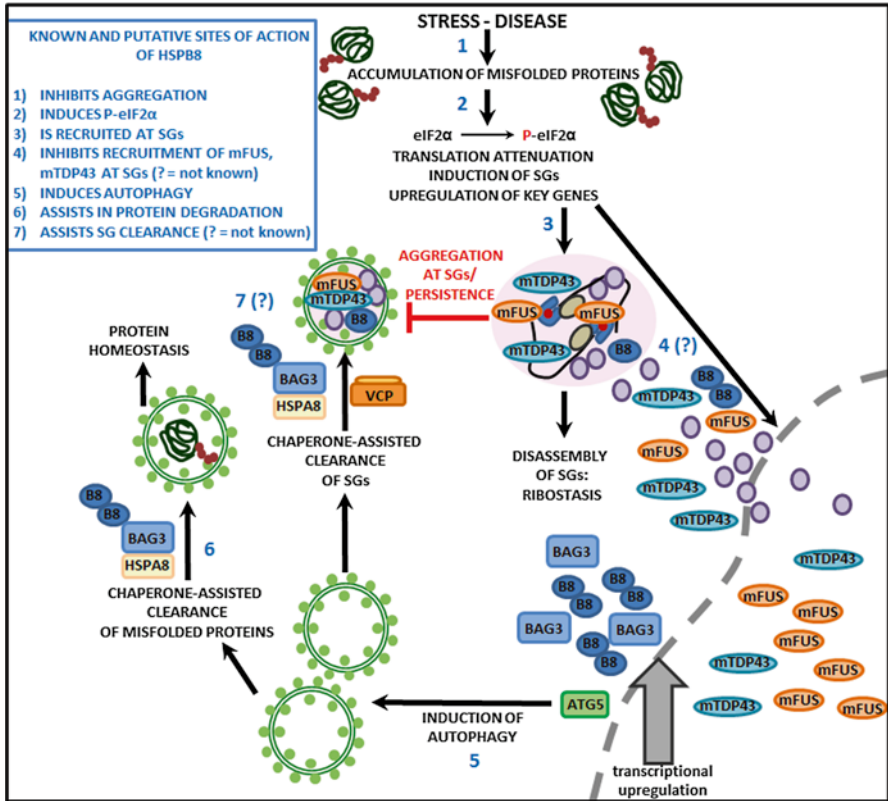 KNOWN AND PUTATIVE SITES OF ACTION
OF HSPB8
1) INHIBITS AGGREGATION
2) INDUCES P-eIF2α
3) IS RECRUITED AT SGs
4) INHIBITS RECRUITMENT OF mFUS,
mTDP43 AT SGs (? = not known)
5) INDUCES AUTOPHAGY
6) ASSISTS IN PROTEIN DEGRADATION
7) ASSISTS SG CLEARANCE (? = not known)
STRESS - DISEASE
1
ACCUMULATION OF MISFOLDED PROTEINS
2
eIF2α
P-eIF2α
TRANSLATION ATTENUATION
INDUCTION OF SGs
UPREGULATION OF KEY GENES
3
AGGREGATION
AT SGs/
PERSISTENCE
mTDP43
mFUS
mFUS
mTDP43
B8
mFUS
mTDP43
B8
7 (?)
B8
B8
BAG3
HSPA8
VCP
CHAPERONE-ASSISTED
CLEARANCE
OF SGs
4 (?)
B8
B8
mTDP43
mFUS
mFUS
mTDP43
mTDP43
DISASSEMBLY
OF SGs:
RIBOSTASIS
PROTEIN
HOMEOSTASIS
B8
B8
BAG3
HSPA8
6
CHAPERONE-ASSISTED
CLEARANCE
OF MISFOLDED PROTEINS
BAG3
B8
B8
B8
B8
BAG3
BAG3
B8
B8
mTDP43
mFUS
mFUS
mFUS
mTDP43
mFUS
mTDP43
mFUS
mFUS
ATG5
INDUCTION OF
AUTOPHAGY
5
transcriptional
upregulation